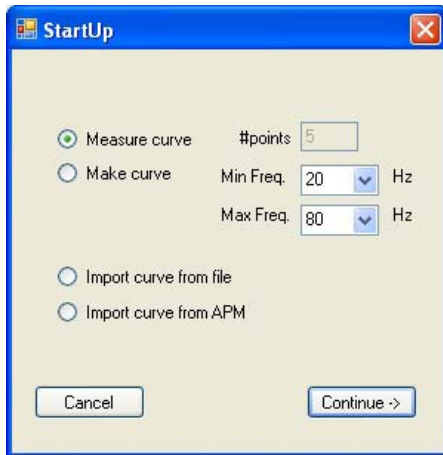 StartUp
Measure curve #points 5
Make curve Min Freq. 20 Hz
Max Freq. 80 Hz
Import curve from file
Import curve from APM
Cancel Continue ->